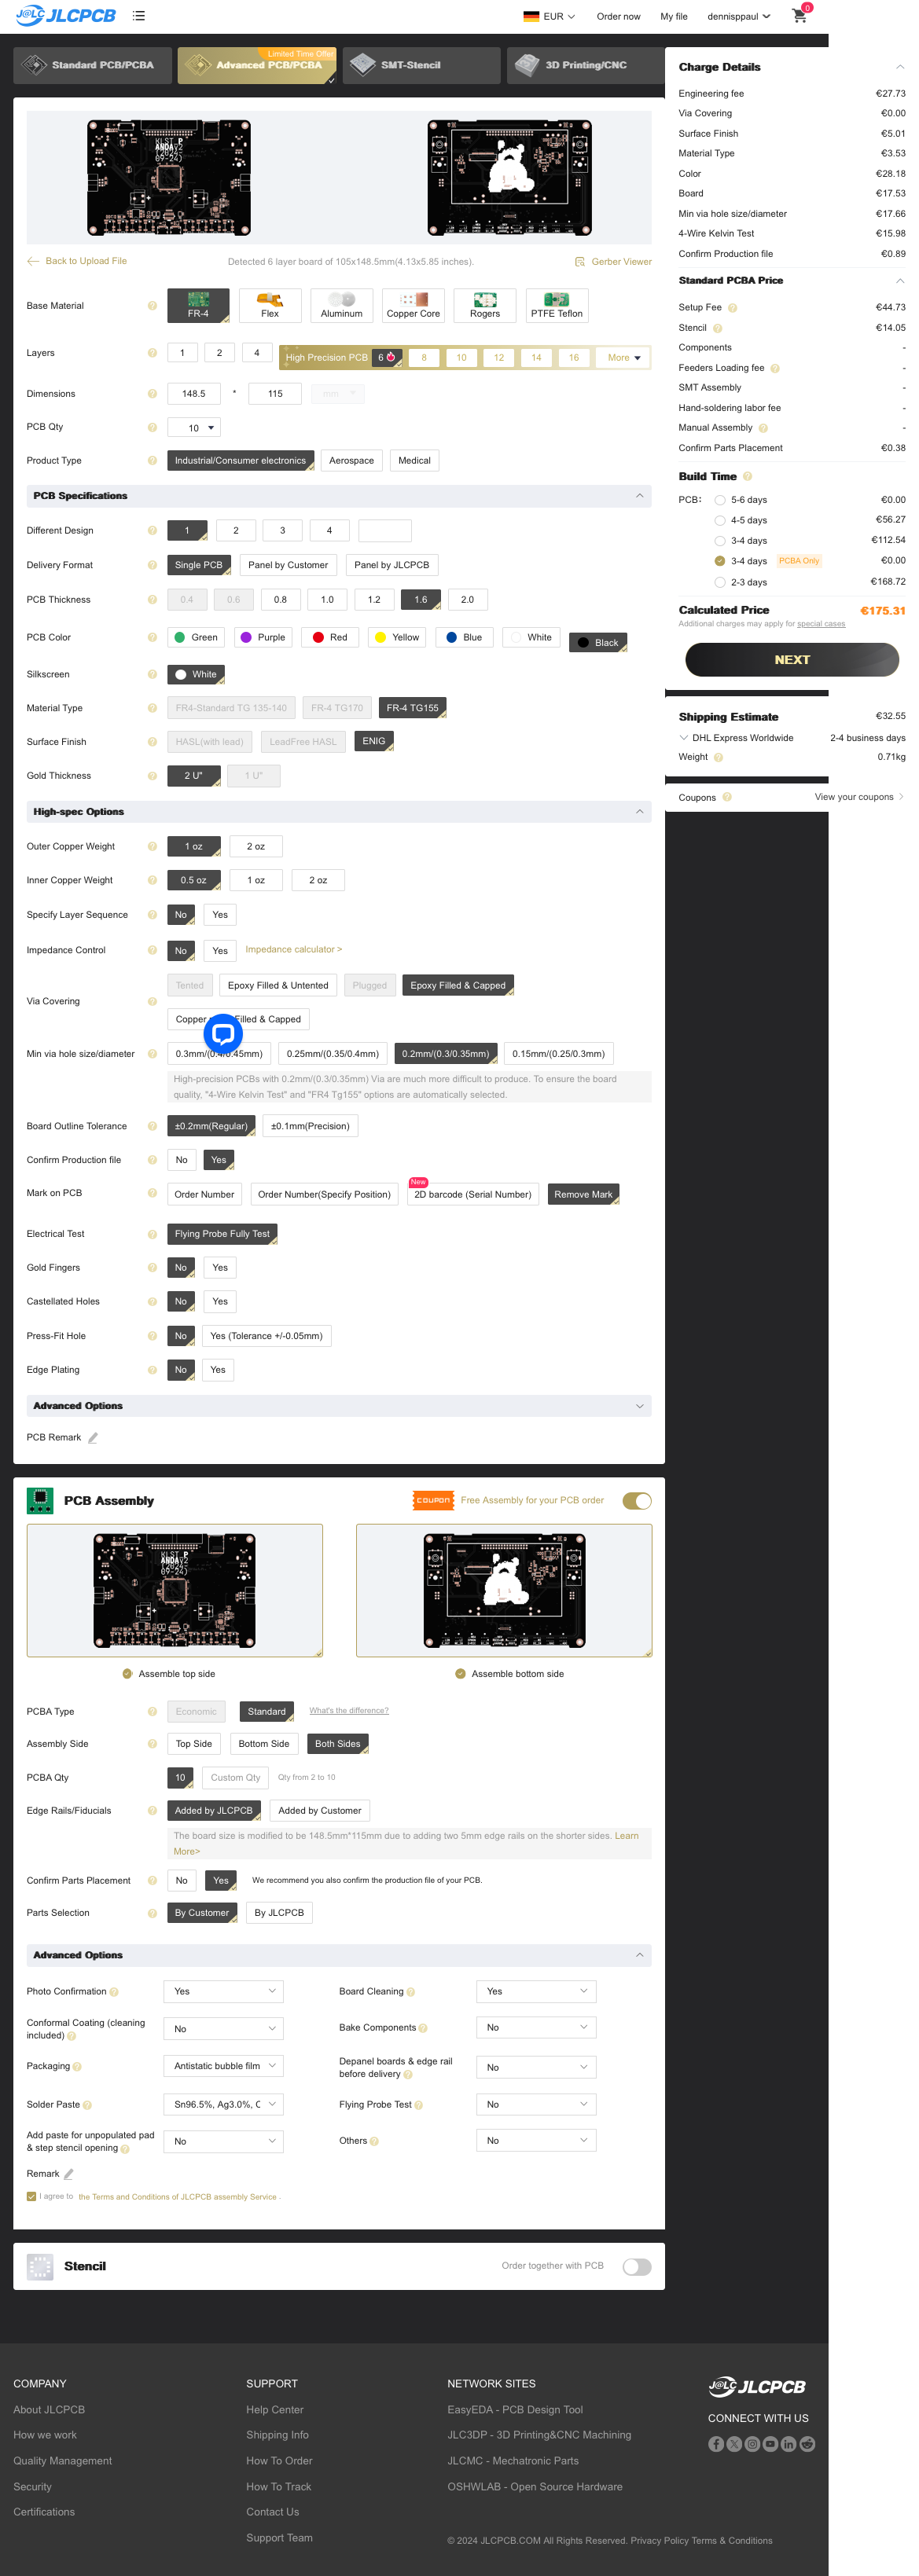 J@LC JLCPCB
EUR Order now My file dennisppaul 0
Standard PCB/PCBA
Limited Time Offer
Advanced PCB/PCBA
SMT-Stencil
3D Printing/CNC
KLST_P
ANDA
09-24)
Back to Upload File
Detected 6 layer board of 105x148.5mm(4.13x5.85 inches).
Gerber Viewer
Base Material FR-4 Flex Aluminum Copper Core Rogers PTFE Teflon
Layers 1 2 4 High Precision PCB 6 8 10 12 14 16 More
Dimensions 148.5 * 115 mm
PCB Qty 10
Product Type Industrial/Consumer electronics Aerospace Medical
PCB Specifications
Different Design 1 2 3 4
Delivery Format Single PCB Panel by Customer Panel by JLCPCB
PCB Thickness 0.4 0.6 0.8 1.0 1.2 1.6 2.0
PCB Color Green Purple Red Yellow Blue White Black
Silkscreen White
Material Type FR4-Standard TG 135-140 FR-4 TG170 FR-4 TG155
Surface Finish HASL(with lead) LeadFree HASL ENIG
Gold Thickness 2 U" 1 U"
High-spec Options
Outer Copper Weight 1 oz 2 oz
Inner Copper Weight 0.5 oz 1 oz 2 oz
Specify Layer Sequence No Yes
Impedance Control No Yes Impedance calculator >
Via Covering Tented Epoxy Filled & Untented Plugged Epoxy Filled & Capped
Copper Filled & Capped
Min via hole size/diameter 0.3mm/(0.4/0.45mm) 0.25mm/(0.35/0.4mm) 0.2mm/(0.3/0.35mm) 0.15mm/(0.25/0.3mm)
High-precision PCBs with 0.2mm/(0.3/0.35mm) Via are much more difficult to produce. To ensure the board
quality, "4-Wire Kelvin Test" and "FR4 Tg155" options are automatically selected.
Board Outline Tolerance ±0.2mm(Regular) ±0.1mm(Precision)
Confirm Production file No Yes
New
Mark on PCB Order Number Order Number(Specify Position) 2D barcode (Serial Number) Remove Mark
Electrical Test Flying Probe Fully Test
Gold Fingers No Yes
Castellated Holes No Yes
Press-Fit Hole No Yes (Tolerance +/-0.05mm)
Edge Plating No Yes
Advanced Options
PCB Remark
PCB Assembly COUPON Free Assembly for your PCB order
KLST_P
ANDA
(2024-
09-24)
Assemble top side Assemble bottom side
PCBA Type Economic Standard What's the difference?
Assembly Side Top Side Bottom Side Both Sides
PCBA Qty 10 Custom Qty Qty from 2 to 10
Edge Rails/Fiducials Added by JLCPCB Added by Customer
The board size is modified to be 148.5mm*115mm due to adding two 5mm edge rails on the shorter sides. Learn
More>
Confirm Parts Placement No Yes We recommend you also confirm the production file of your PCB.
Parts Selection By Customer By JLCPCB
Advanced Options
Photo Confirmation Yes Board Cleaning Yes
Conformal Coating (cleaning
included) No Bake Components No
Packaging Antistatic bubble film Depanel boards & edge rail
before delivery No
Solder Paste Sn96.5%, Ag3.0%, C Flying Probe Test No
Add paste for unpopulated pad
& step stencil opening No Others No
Remark
I agree to the Terms and Conditions of JLCPCB assembly Service .
Stencil Order together with PCB
Charge Details
Engineering fee €27.73
Via Covering €0.00
Surface Finish €5.01
Material Type €3.53
Color €28.18
Board €17.53
Min via hole size/diameter €17.66
4-Wire Kelvin Test €15.98
Confirm Production file €0.89
Standard PCBA Price
Setup Fee €44.73
Stencil €14.05
Components -
Feeders Loading fee -
SMT Assembly -
Hand-soldering labor fee -
Manual Assembly -
Confirm Parts Placement €0.38
Build Time
PCB: 5-6 days €0.00
4-5 days €56.27
3-4 days €112.54
3-4 days PCBA Only €0.00
2-3 days €168.72
Calculated Price €175.31
Additional charges may apply for special cases
NEXT
Shipping Estimate €32.55
DHL Express Worldwide 2-4 business days
Weight 0.71kg
Coupons View your coupons
COMPANY
About JLCPCB
How we work
Quality Management
Security
Certifications
SUPPORT
Help Center
Shipping Info
How To Order
How To Track
Contact Us
Support Team
NETWORK SITES
EasyEDA - PCB Design Tool
JLC3DP - 3D Printing&CNC Machining
JLCMC - Mechatronic Parts
OSHWLAB - Open Source Hardware
J@LC JLCPCB
CONNECT WITH US
© 2024 JLCPCB.COM All Rights Reserved. Privacy Policy Terms & Conditions